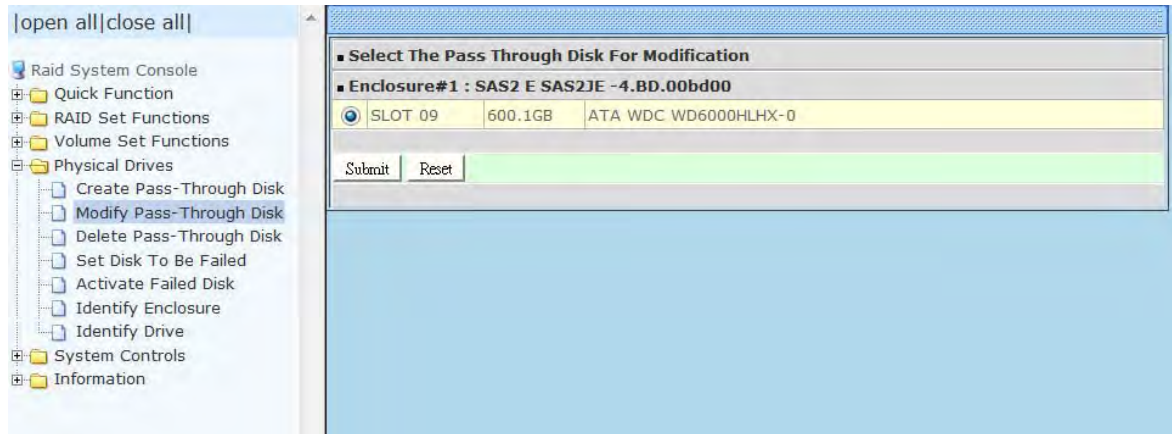 |open all|close all|
Raid System Console
Quick Function
RAID Set Functions
Volume Set Functions
Physical Drives
Create Pass-Through Disk
Modify Pass-Through Disk
Delete Pass-Through Disk
Set Disk To Be Failed
Activate Failed Disk
Identify Enclosure
Identify Drive
System Controls
Information
Select The Pass Through Disk For Modification
Enclosure#1 : SAS2 E SAS2JE -4.BD.00bd00
SLOT 09 600.1GB ATA WDC WD6000HLHX-0
Submit Reset